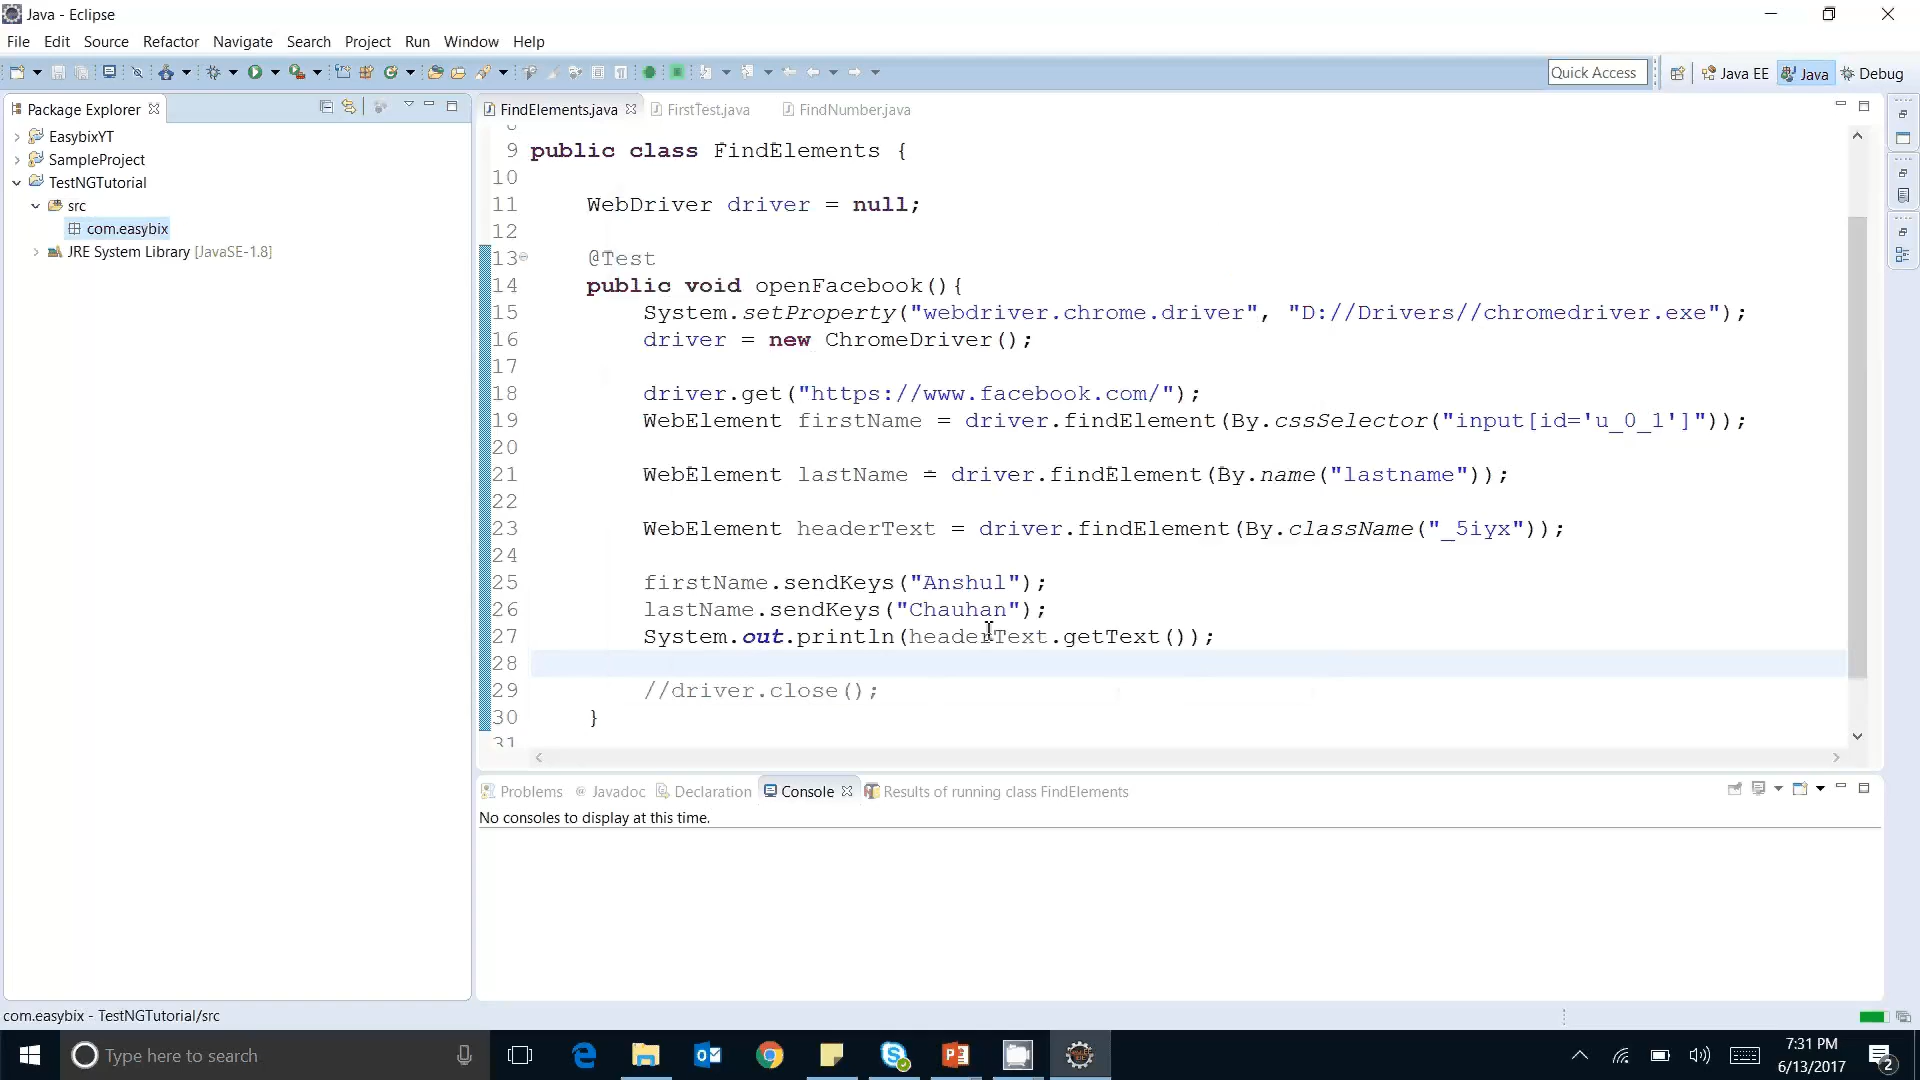 Java - Eclipse
File Edit Source Refactor Navigate Search Project Run Window Help
Quick Access
Java EE
Java
Debug
Package Explorer
EasybixYT
SampleProject
TestNGTutorial
src
com.easybix
JRE System Library [JavaSE-1.8]
FindElements.java
FirstTest.java
FindNumber.java
9 public class FindElements {
10
11 WebDriver driver = null;
12
13 @Test
14 public void openFacebook(){
15 System.setProperty("webdriver.chrome.driver", "D://Drivers//chromedriver.exe");
16 driver = new ChromeDriver();
17
18 driver.get("https://www.facebook.com/");
19 WebElement firstName = driver.findElement(By.cssSelector("input[id='u_0_1']"));
20
21 WebElement lastName = driver.findElement(By.name("lastname"));
22
23 WebElement headerText = driver.findElement(By.className("_5iyx"));
24
25 firstName.sendKeys("Anshul");
26 lastName.sendKeys("Chauhan");
27 System.out.println(headerText.getText());
28
29 //driver.close();
30 }
31
Problems @ Javadoc Declaration Console Results of running class FindElements
No consoles to display at this time.
com.easybix - TestNGTutorial/src
Type here to search
7:31 PM
6/13/2017
2